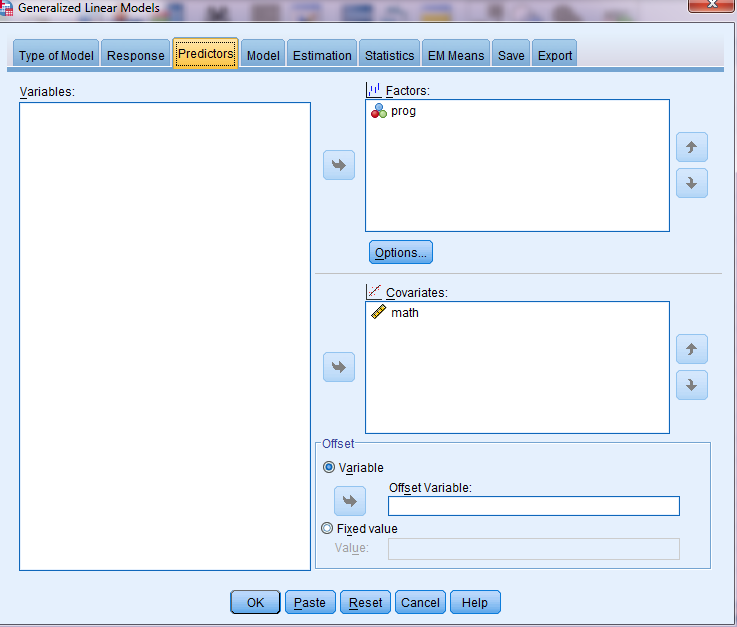 Generalized Linear Models
Type of Model Response Predictors Model Estimation Statistics EM Means Save Export
Variables:
Factors:
prog
Options...
Covariates:
math
Offset
Variable
Offset Variable:
Fixed value
Value:
OK Paste Reset Cancel Help